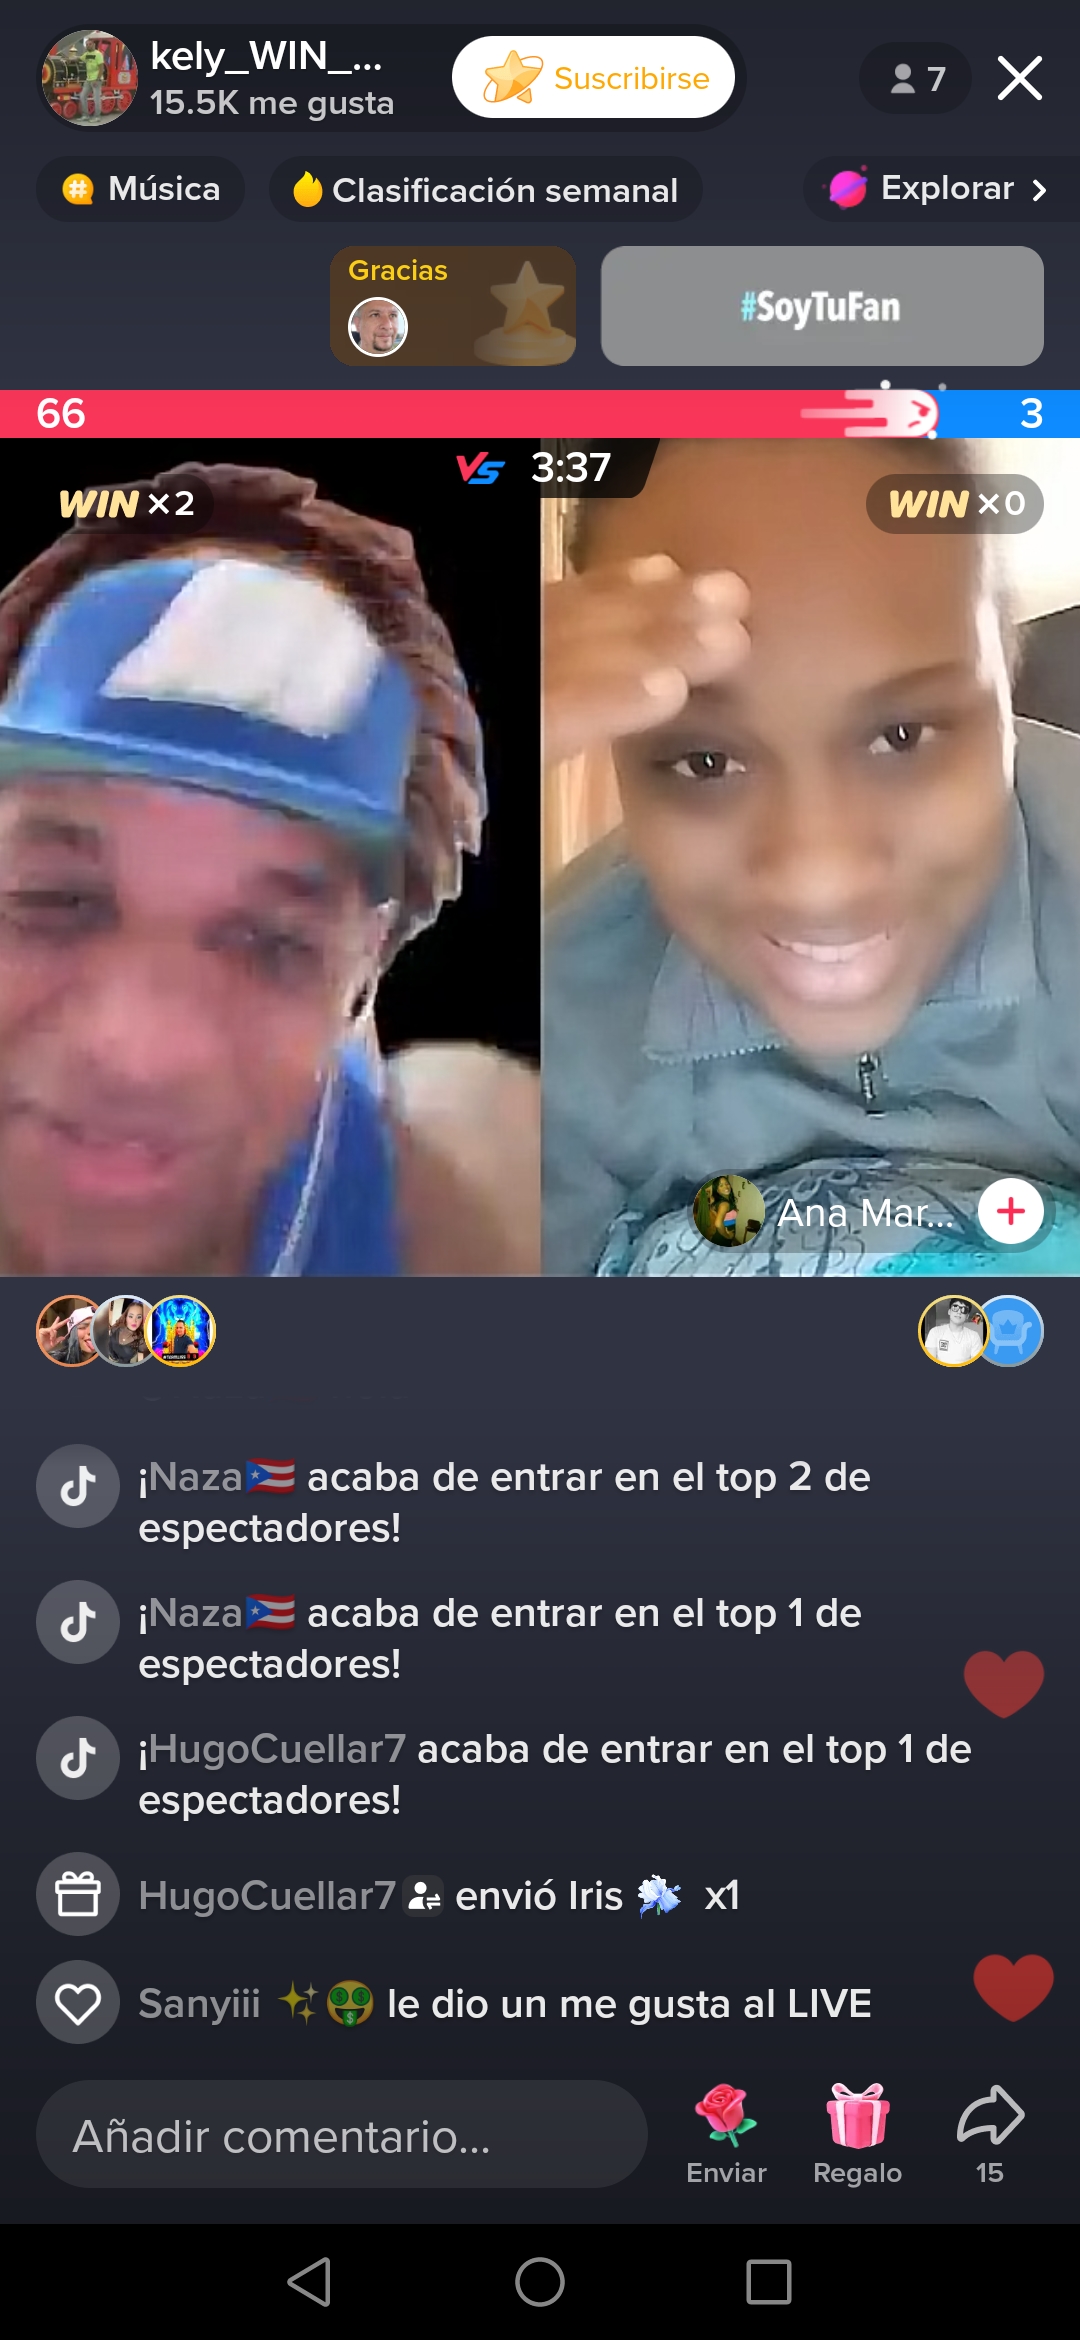 kely_WIN_...
15.5K me gusta
Suscribirse
7
Música
Clasificación semanal
Explorar
Gracias
#SoyTuFan
66
3
VS 3:37
WIN ×2
WIN ×0
Ana Mar...
¡Naza🇵🇷 acaba de entrar en el top 2 de
espectadores!
¡Naza🇵🇷 acaba de entrar en el top 1 de
espectadores!
¡HugoCuellar7 acaba de entrar en el top 1 de
espectadores!
HugoCuellar7 envió Iris x1
Sanyiii ✨🤑 le dio un me gusta al LIVE
Añadir comentario...
Enviar
Regalo
15